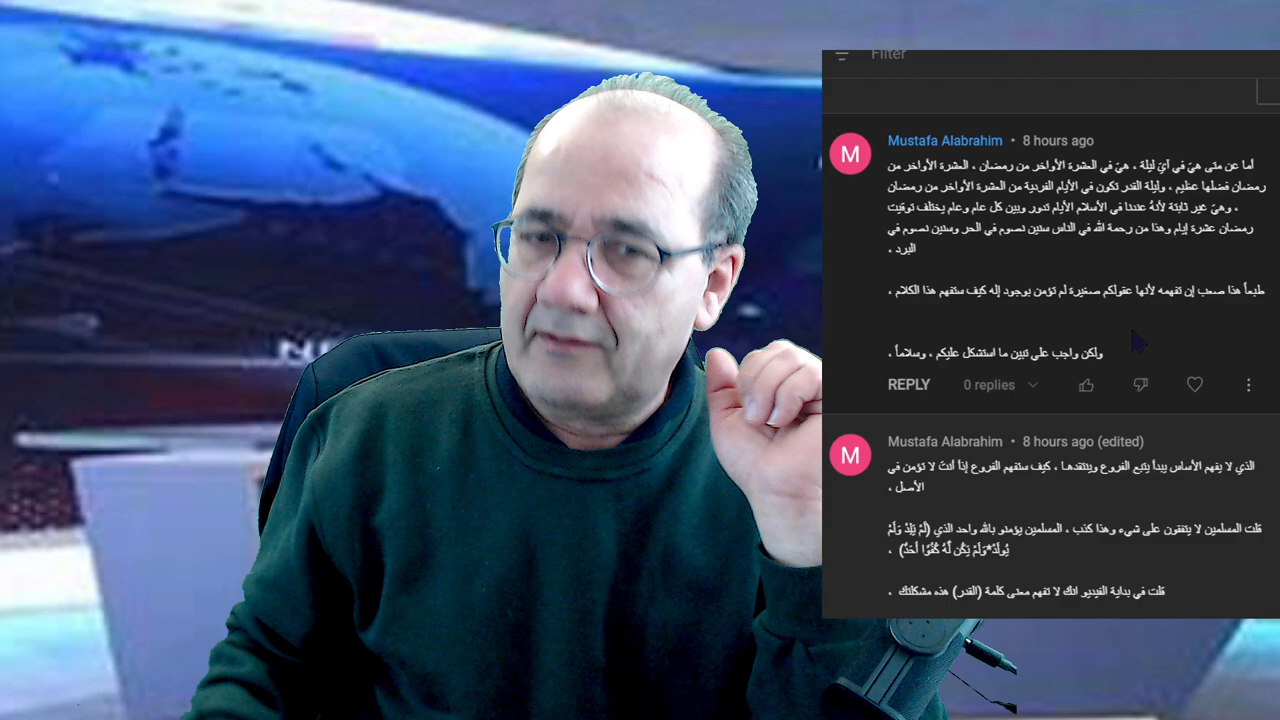 Filter
Mustafa Alabrahim • 8 hours ago
أما عن متى هيّ في آيّ ليلة ، هيّ في العشرة الأواخر من رمضان ، العشرة الأواخر من
رمضان فضلها عظيم ، وليلة القدر تكون في الأيام الفردية من العشرة الأواخر من رمضان
، وهيّ غير ثابتة لأنهُ عندنا في الأسلام الأيام تدور وبين كل عام وعام يختلف توقيت
رمضان عشرة إيام وهذا من رحمة الله في الناس سنين نصوم في الحر وسنين نصوم في
البرد ،
طبعاً هذا صعب إن تفهمه لأنها عقولكم صغيرة لم تؤمن بوجود إله كيف ستفهم هذا الكلام ،
ولكن واجب على تبين ما استشكل عليكم ، وسلاماً ،
REPLY 0 replies
Mustafa Alabrahim • 8 hours ago (edited)
الذي لا يفهم الأساس يبدأ يتبع الفروع وينتقدهـا ، كيف ستفهم الفروع إذاً أنتَ لا تؤمن في
الأصل ،
قلت المسلمين لا يتفقون على شيء وهذا كذب ، المسلمين يؤمنو بالله واحد الذي (لَمْ يَلِدْ وَلَمْ
يُولَدْ*وَلَمْ يَكُن لَّهُ كُفُوًا أَحَدٌ) ،
قلت في بداية الفيديو انك لا تفهم معنى كلمة (القدر) هذه مشكلتك ،
M
M